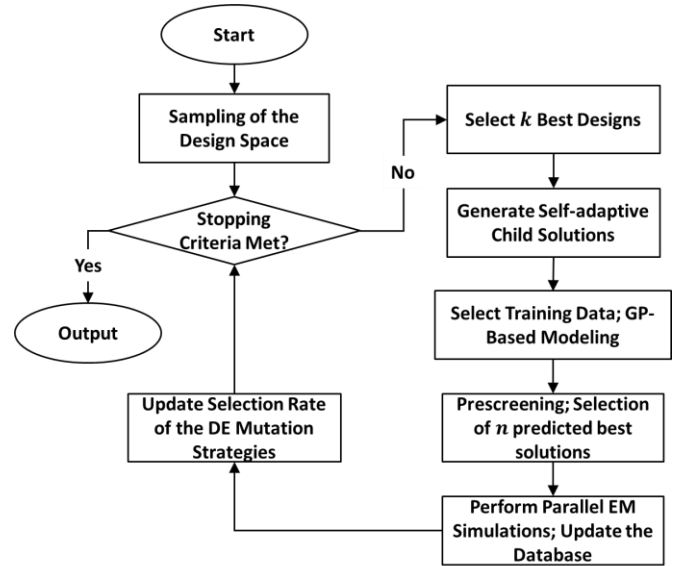 Start
Sampling of the
Design Space
Stopping
Criteria Met?
Yes
Output
No
Select k Best Designs
Generate Self-adaptive
Child Solutions
Select Training Data; GP-
Based Modeling
Prescreening; Selection
of n predicted best
solutions
Perform Parallel EM
Simulations; Update the
Database
Update Selection Rate
of the DE Mutation
Strategies